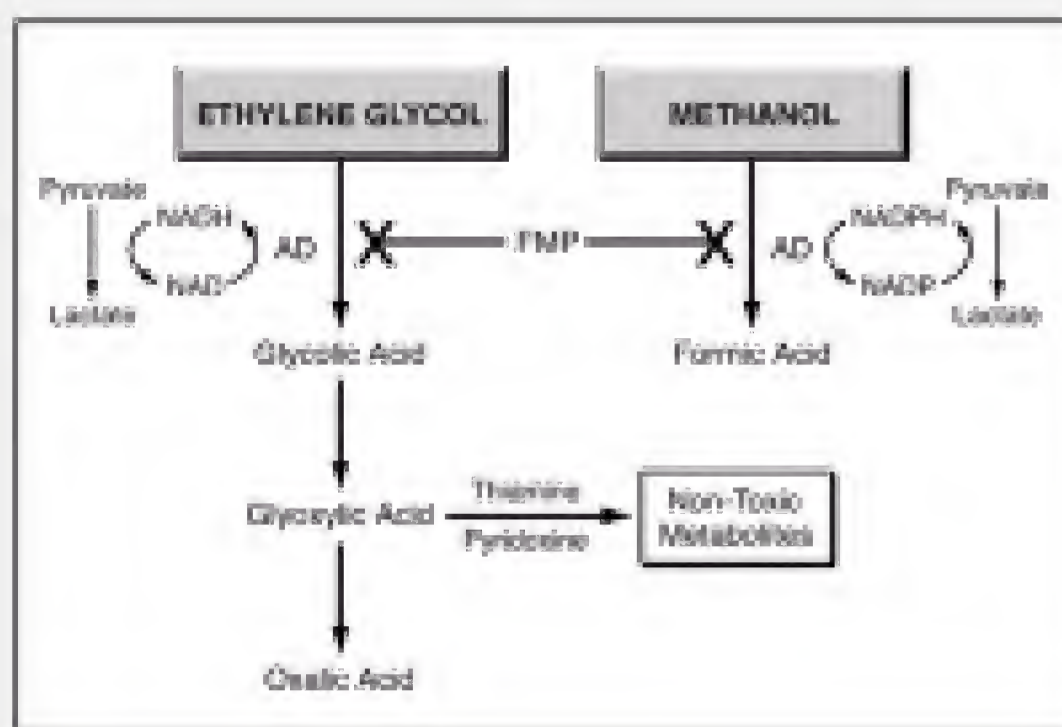 ETHYLENE GLYCOL
METHANOL
Pyruvate
NADH
AD
NAD
Lactate
FMP
AD
NADPH
NADP
Pyruvate
Lactate
Glycolic Acid
Formic Acid
Glyoxylic Acid
Thiamine
Pyridoxine
Non-Toxic
Metabolites
Oxalic Acid